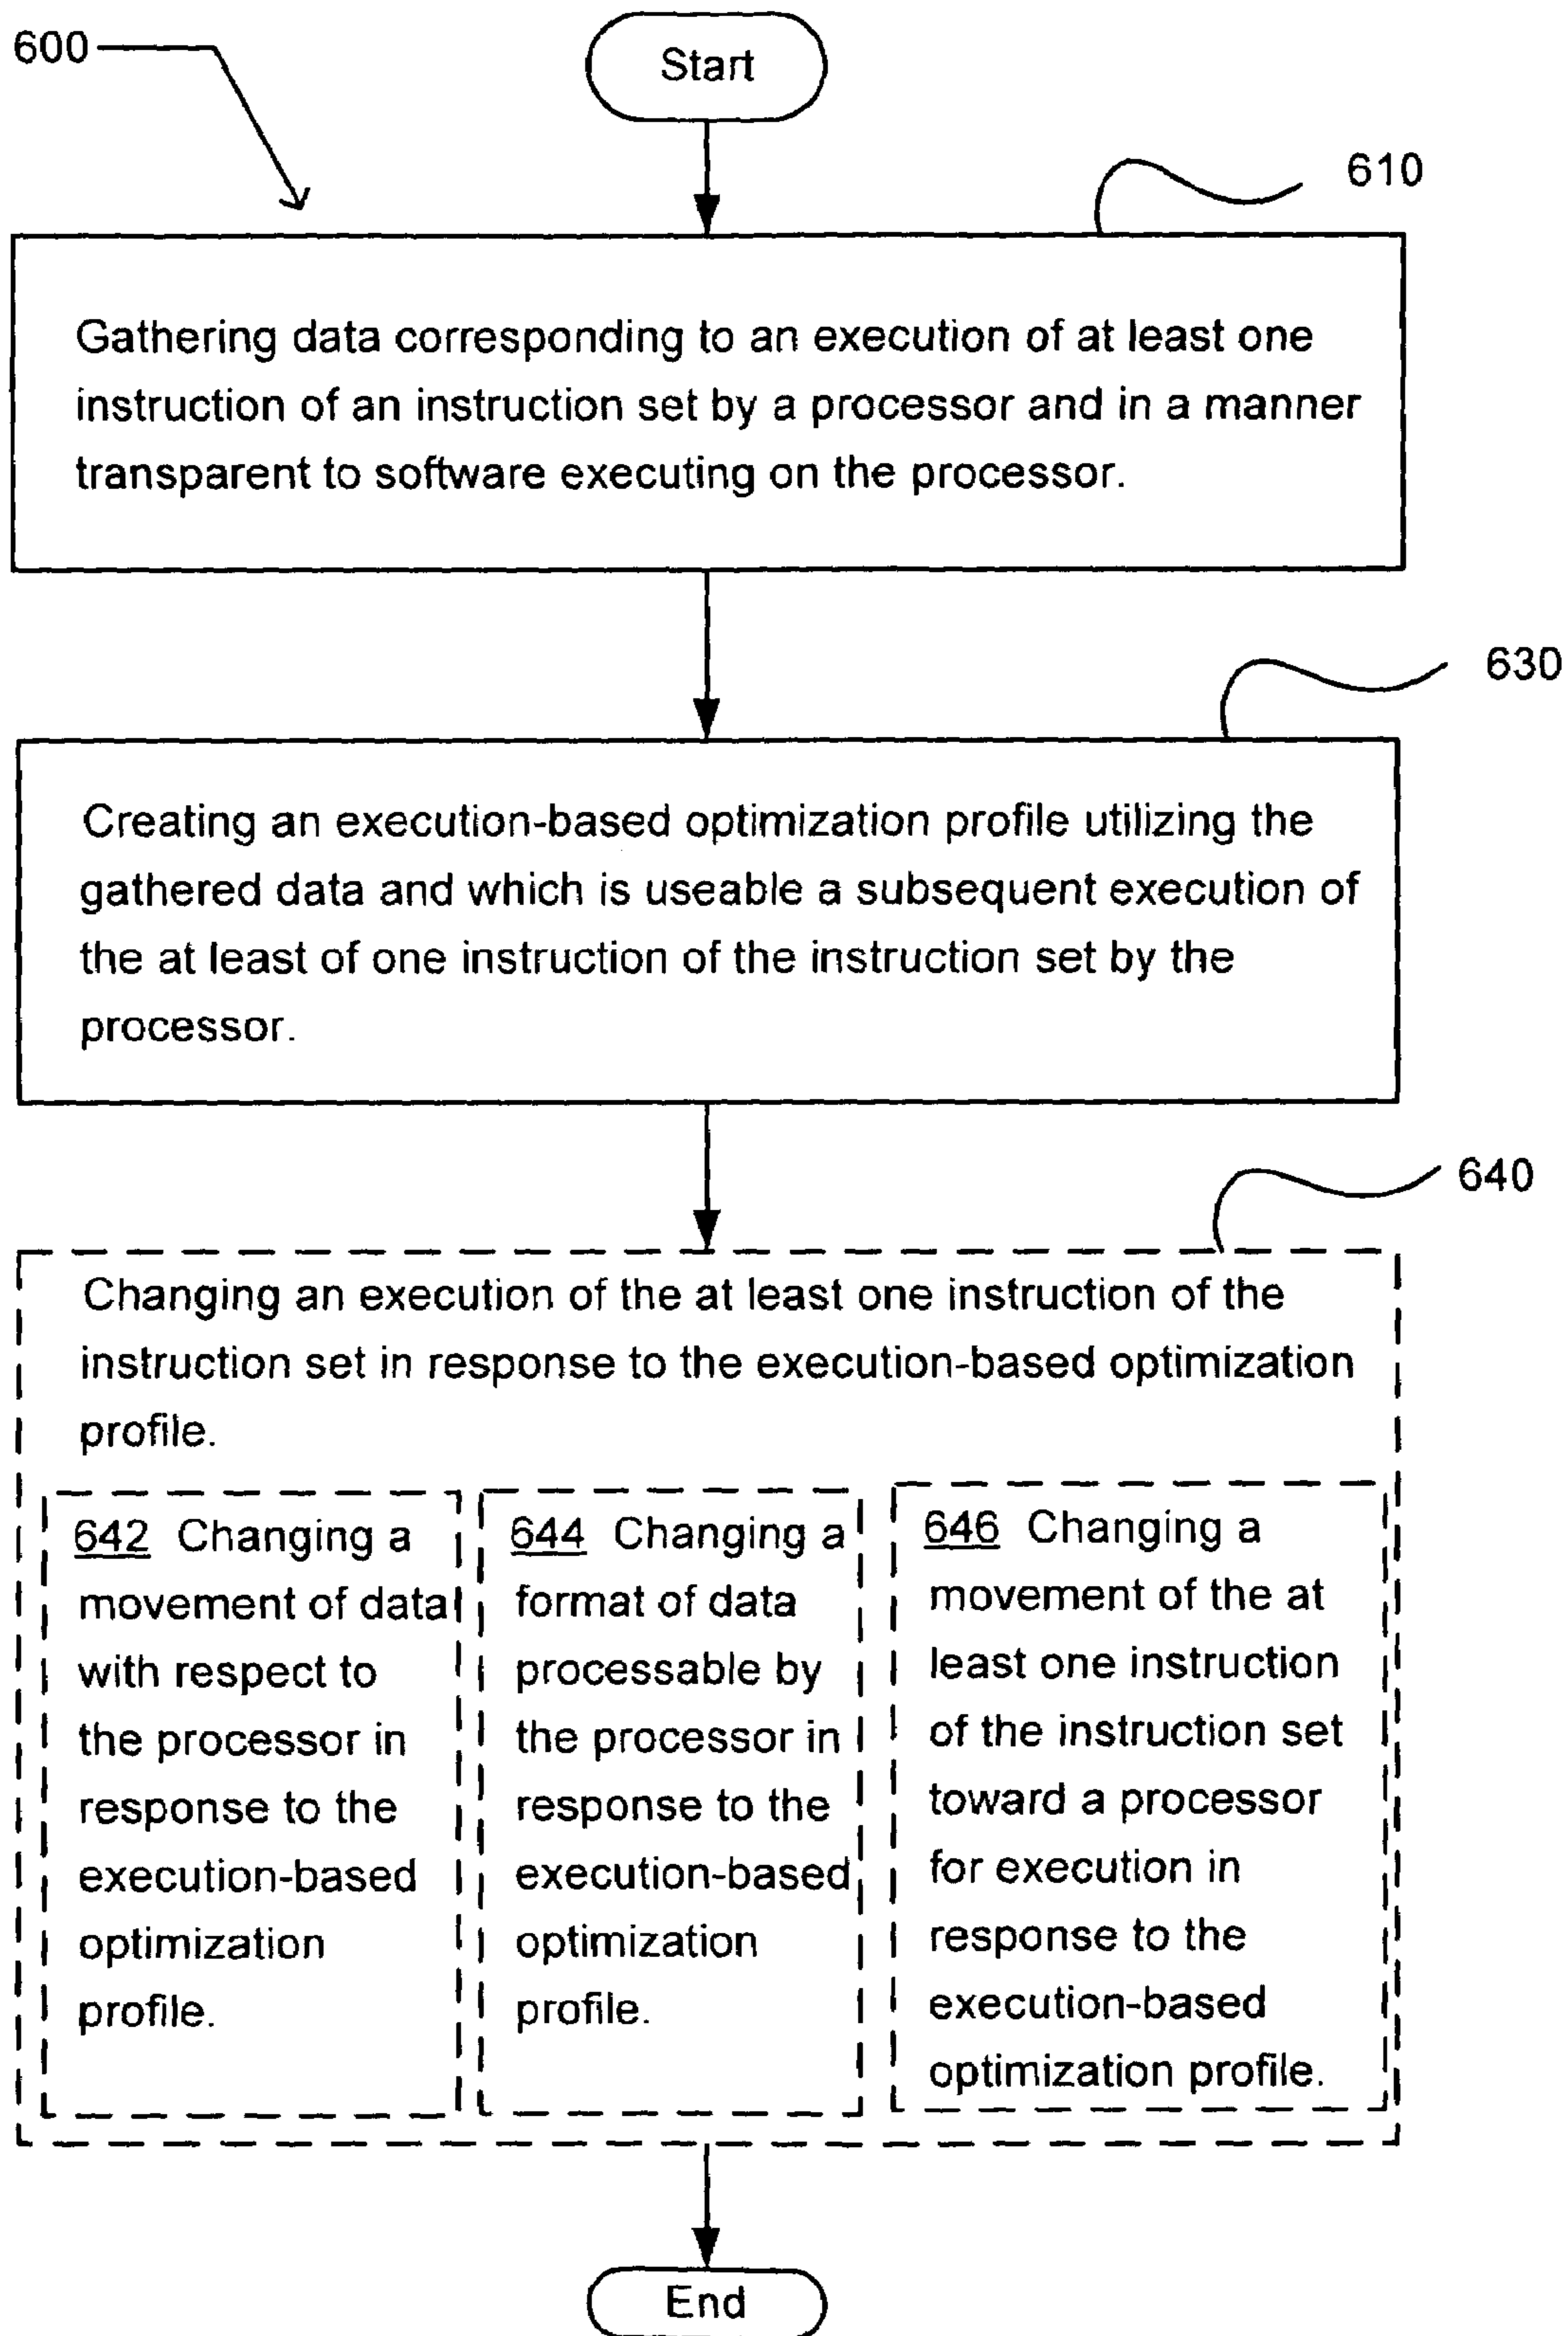 600
Start
610
Gathering data corresponding to an execution of at least one
instruction of an instruction set by a processor and in a manner
transparent to software executing on the processor.
630
Creating an execution-based optimization profile utilizing the
gathered data and which is useable a subsequent execution of
the at least of one instruction of the instruction set by the
processor.
640
Changing an execution of the at least one instruction of the
instruction set in response to the execution-based optimization
profile.
642 Changing a
movement of data
with respect to
the processor in
response to the
execution-based
optimization
profile.
644 Changing a
format of data
processable by
the processor in
response to the
execution-based
optimization
profile.
646 Changing a
movement of the at
least one instruction
of the instruction set
toward a processor
for execution in
response to the
execution-based
optimization profile.
End